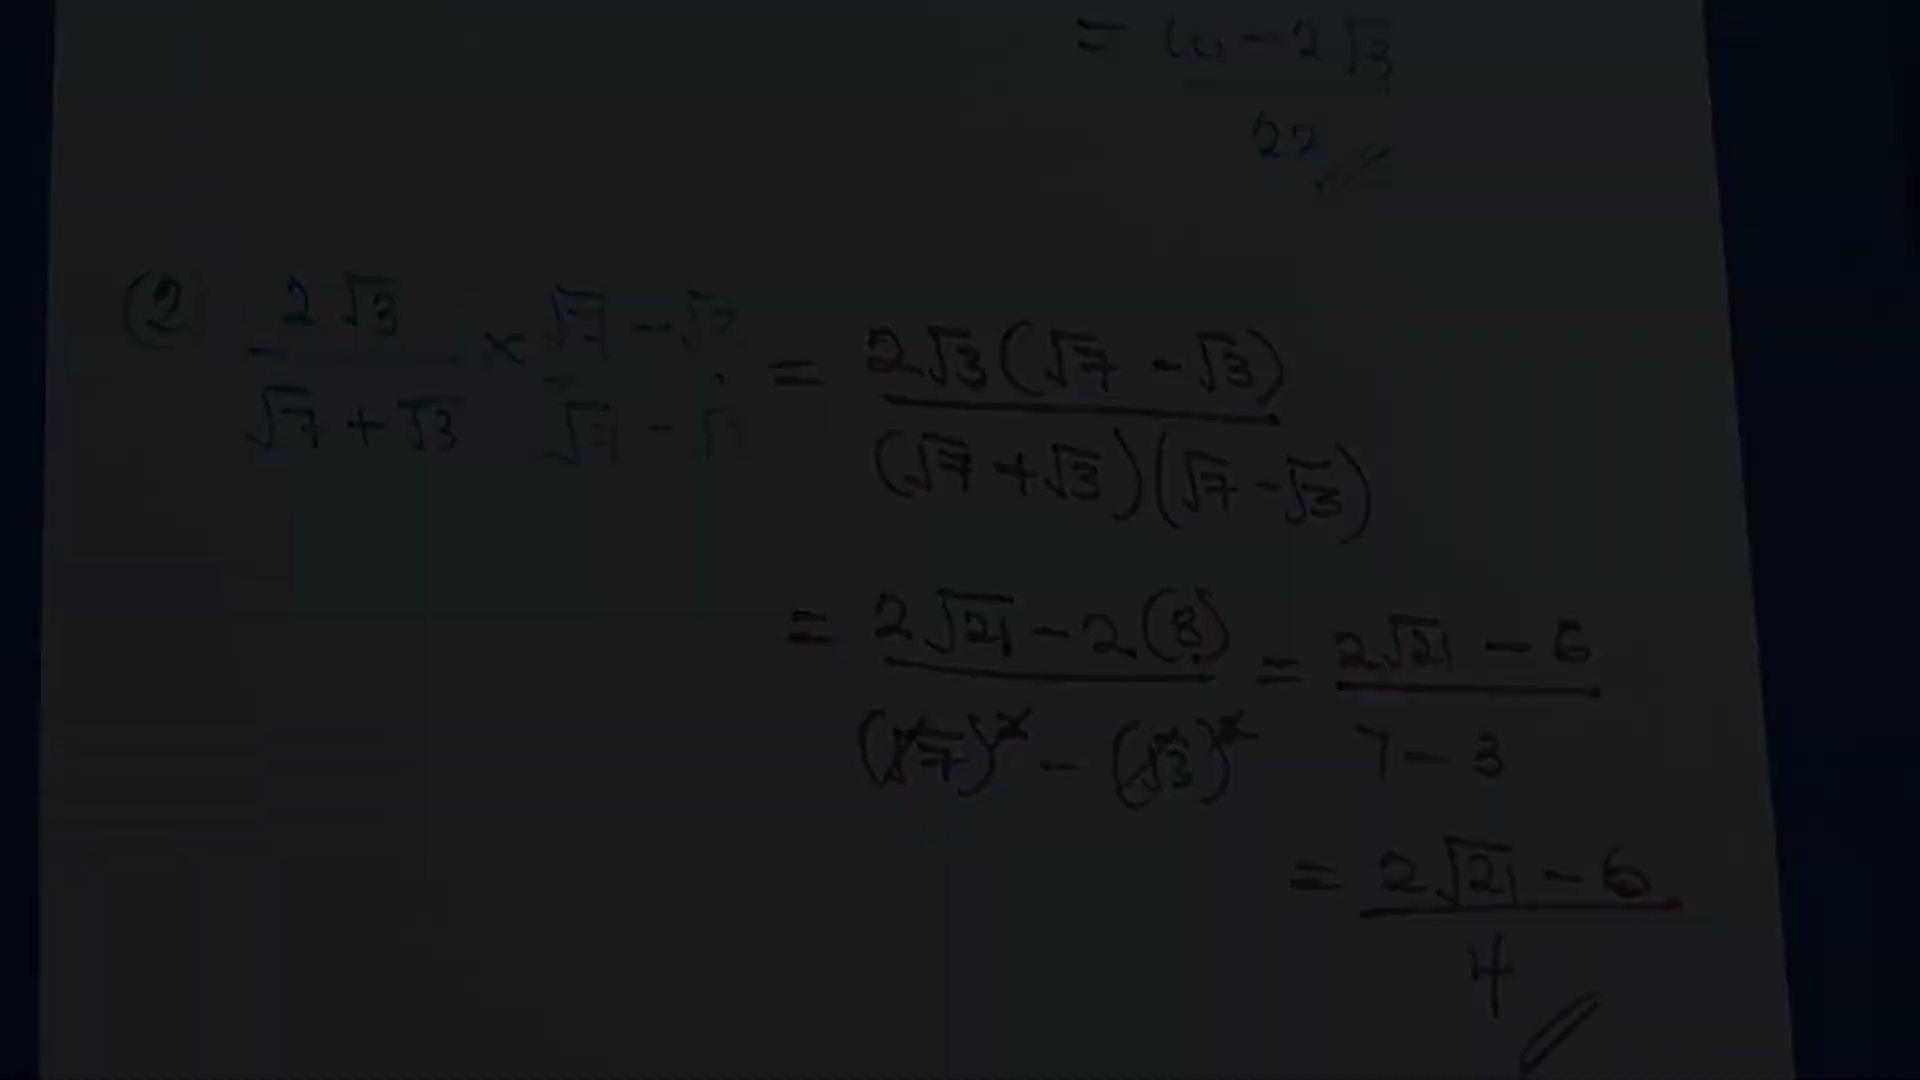 = 10 - 2√3
22
② 2√3 / (√7 + √3) × (√7 - √3) / (√7 - √3) = 2√3(√7 - √3) / (√7 + √3)(√7 - √3)
= 2√21 - 2(3) / (√7)² - (√3)² = 2√21 - 6 / 7 - 3
= 2√21 - 6 / 4